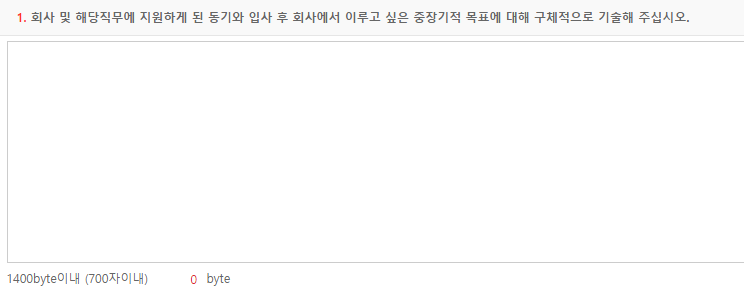 1. 회사 및 해당직무에 지원하게 된 동기와 입사 후 회사에서 이루고 싶은 중장기적 목표에 대해 구체적으로 기술해 주십시오.
1400byte이내 (700자이내) 0 byte